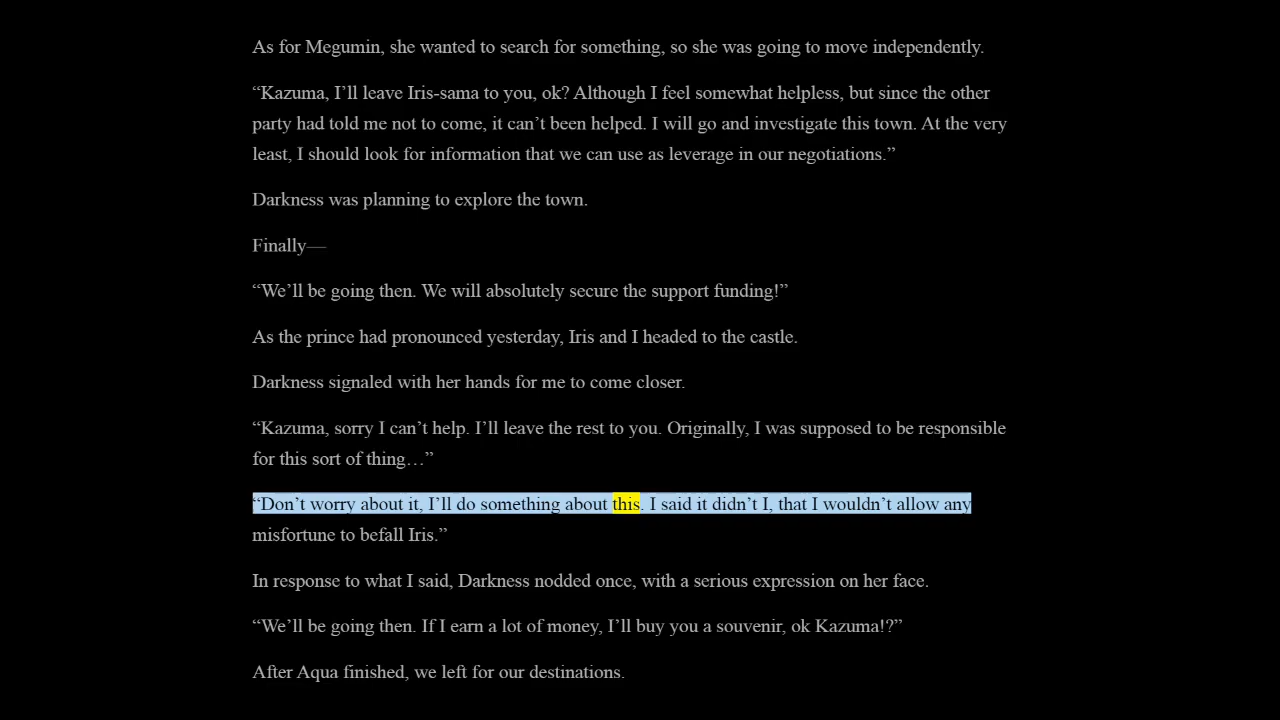 As for Megumin, she wanted to search for something, so she was going to move independently.
“Kazuma, I’ll leave Iris-sama to you, ok? Although I feel somewhat helpless, but since the other
party had told me not to come, it can’t been helped. I will go and investigate this town. At the very
least, I should look for information that we can use as leverage in our negotiations.”
Darkness was planning to explore the town.
Finally—
“We’ll be going then. We will absolutely secure the support funding!”
As the prince had pronounced yesterday, Iris and I headed to the castle.
Darkness signaled with her hands for me to come closer.
“Kazuma, sorry I can’t help. I’ll leave the rest to you. Originally, I was supposed to be responsible
for this sort of thing…”
“Don’t worry about it, I’ll do something about this. I said it didn’t I, that I wouldn’t allow any
misfortune to befall Iris.”
In response to what I said, Darkness nodded once, with a serious expression on her face.
“We’ll be going then. If I earn a lot of money, I’ll buy you a souvenir, ok Kazuma!?”
After Aqua finished, we left for our destinations.